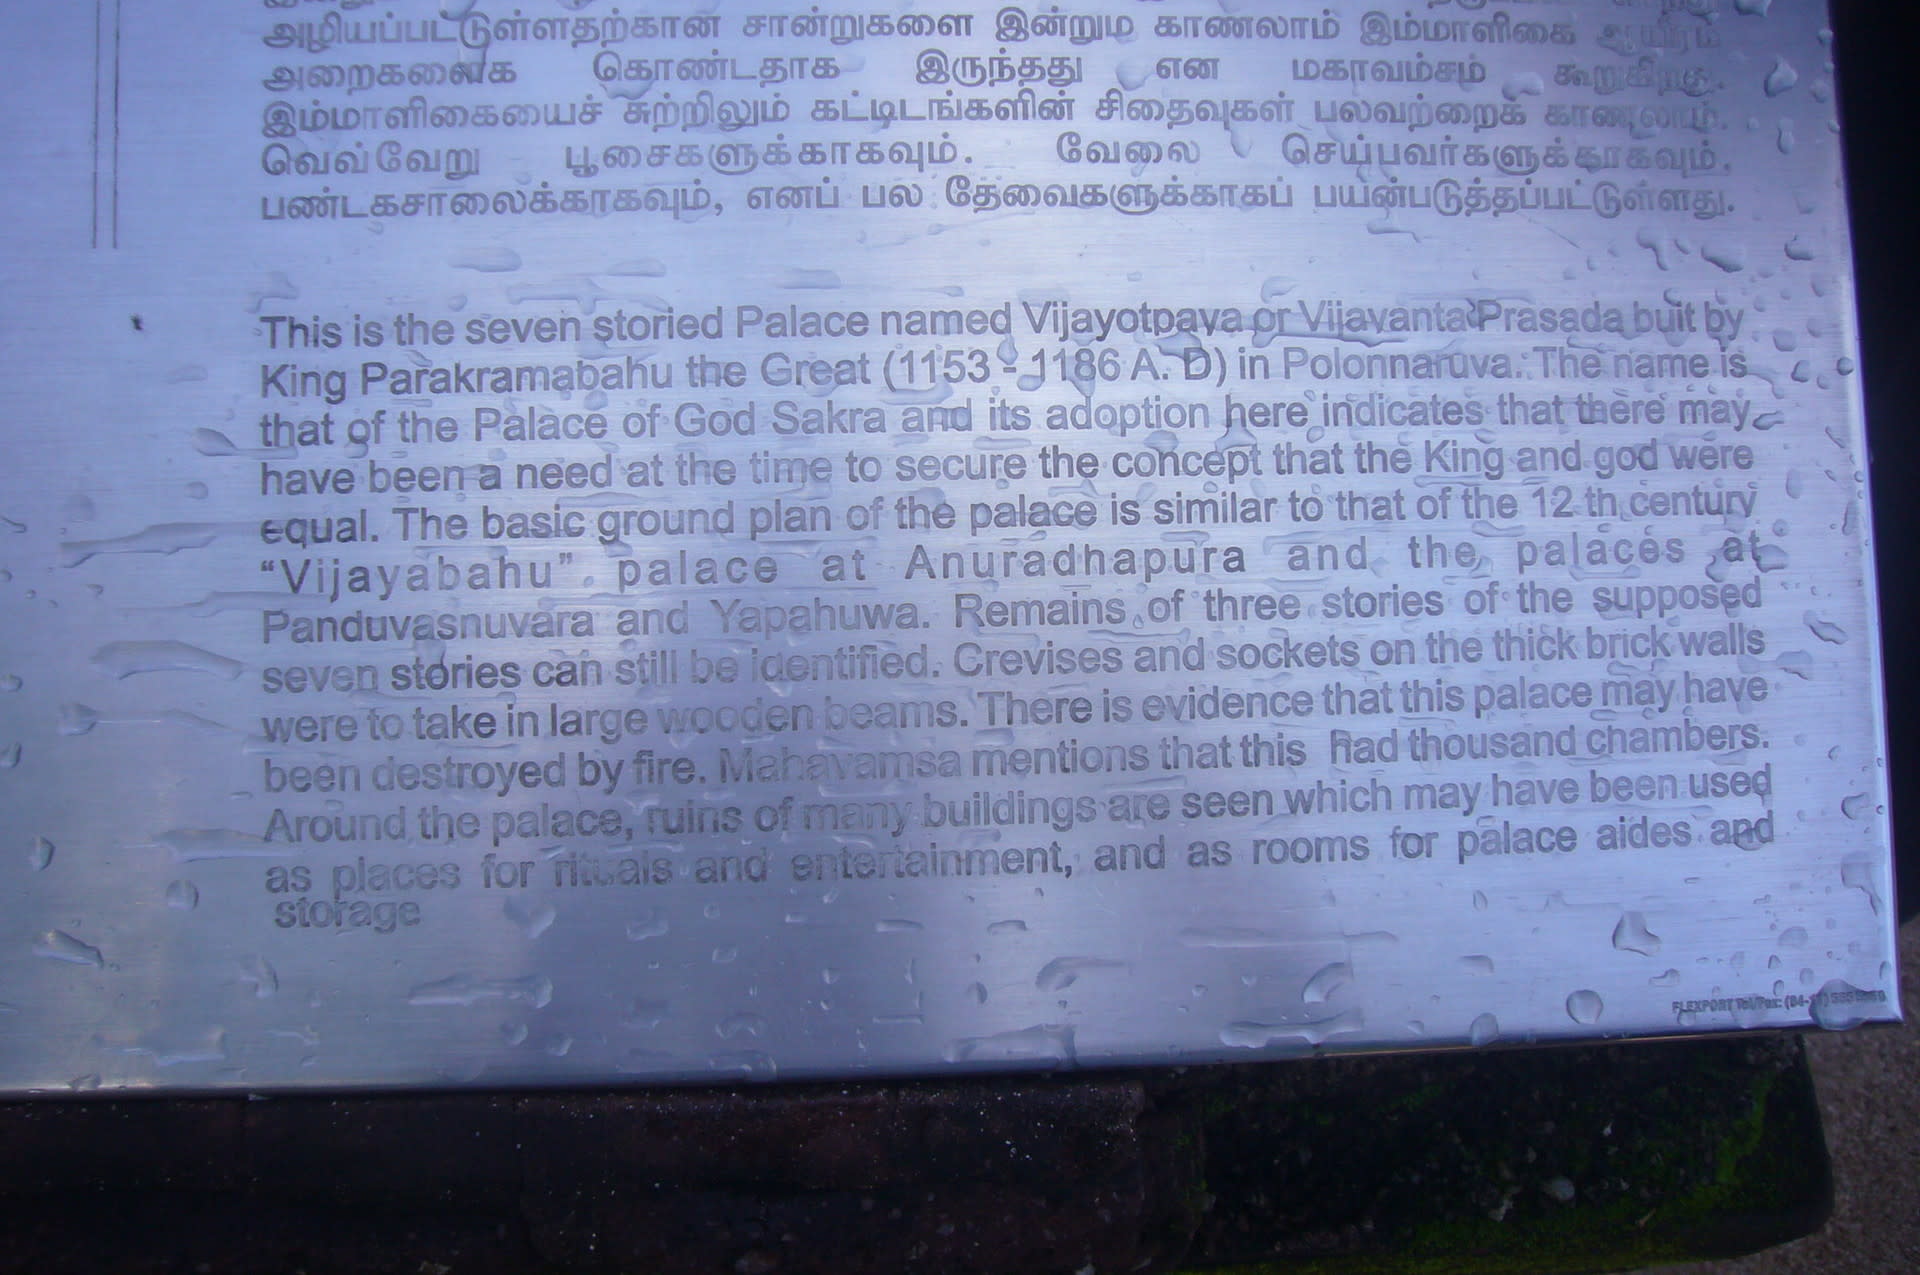 அழியப்பட்டுள்ளதற்கான சான்றுகளை இன்றும காணலாம் இம்மாளிகை ஆயிரம்
அறைகலைக கொண்டதாக இருந்தது என மகாவம்சம் கூறுகிறது.
இம்மாளிகையைச் சுற்றிலும் கட்டிடங்களின் சிதைவுகள் பலவற்றைக் காணலாம்.
வெவ்வேறு பூசைகளுக்காகவும். வேலை செய்பவர்களுக்காகவும்.
பண்டகசாலைக்காகவும், எனப் பல தேவைகளுக்காகப் பயன்படுத்தப்பட்டுள்ளது.
This is the seven storied Palace named Vijayotpaya or Vijayanta Prasada buit by
King Parakramabahu the Great (1153 - 1186 A. D) in Polonnaruva. The name is
that of the Palace of God Sakra and its adoption here indicates that there may
have been a need at the time to secure the concept that the King and god were
equal. The basic ground plan of the palace is similar to that of the 12 th century
“Vijayabahu” palace at Anuradhapura and the palaces at
Panduvasnuvara and Yapahuwa. Remains of three stories of the supposed
seven stories can still be identified. Crevises and sockets on the thick brick walls
were to take in large wooden beams. There is evidence that this palace may have
been destroyed by fire. Mahavamsa mentions that this had thousand chambers.
Around the palace, ruins of many buildings are seen which may have been used
as places for rituals and entertainment, and as rooms for palace aides and
storage
FLEXPORT Tel/Fax: